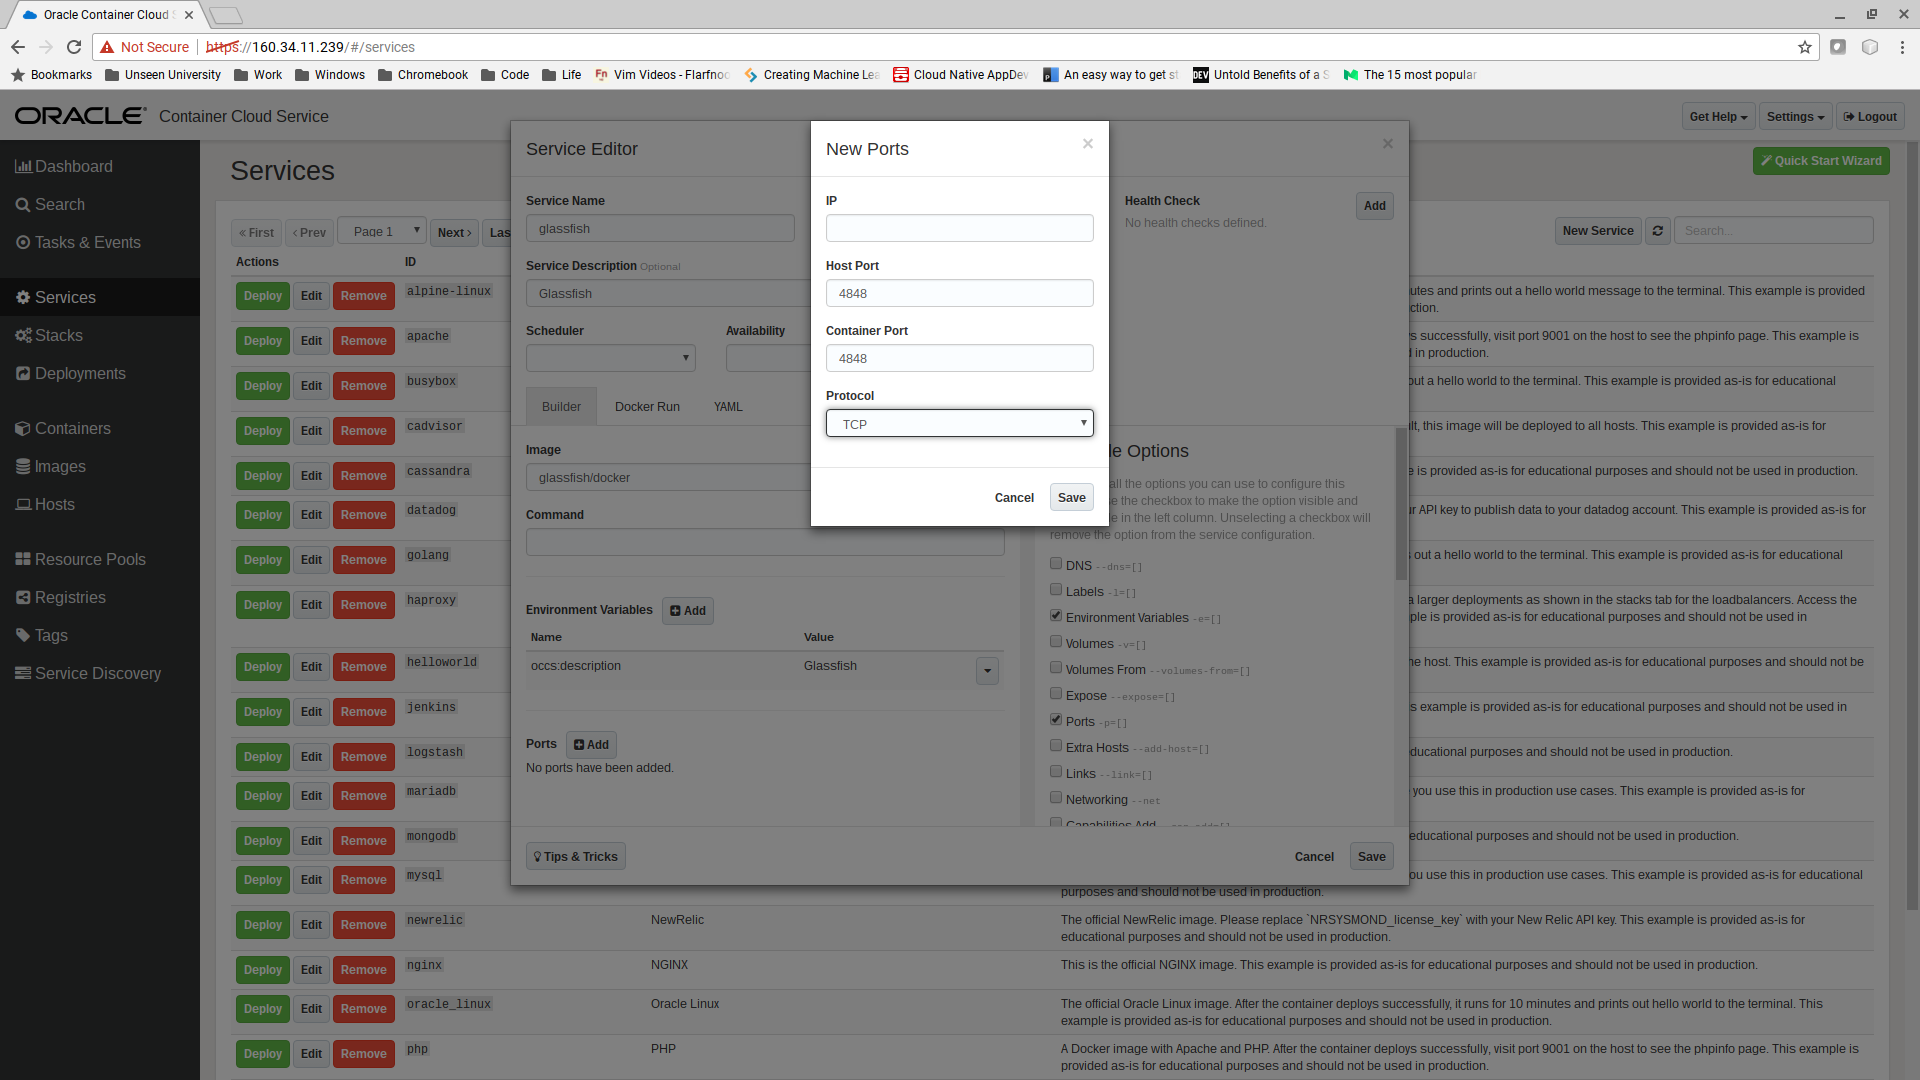 Oracle Container Cloud S
Not Secure https://160.34.11.239/#/services
Bookmarks Unseen University Work Windows Chromebook Code Life Vim Videos - Flarfnoo Creating Machine Lea Cloud Native AppDev An easy way to get st Untold Benefits of a S The 15 most popular
ORACLE Container Cloud Service
Get Help Settings Logout
Dashboard
Search
Tasks & Events
Services
Stacks
Deployments
Containers
Images
Hosts
Resource Pools
Registries
Tags
Service Discovery
Services
Quick Start Wizard
« First ‹ Prev Page 1 Next › Las
New Service Search...
Actions ID
Deploy Edit Remove alpine-linux
utes and prints out a hello world message to the terminal. This example is provided
ction.
Deploy Edit Remove apache
s successfully, visit port 9001 on the host to see the phpinfo page. This example is
l in production.
Deploy Edit Remove busybox
out a hello world to the terminal. This example is provided as-is for educational
Deploy Edit Remove cadvisor
ult, this image will be deployed to all hosts. This example is provided as-is for
Deploy Edit Remove cassandra
e is provided as-is for educational purposes and should not be used in production.
Deploy Edit Remove datadog
ur API key to publish data to your datadog account. This example is provided as-is for
Deploy Edit Remove golang
s out a hello world to the terminal. This example is provided as-is for educational
Deploy Edit Remove haproxy
a larger deployments as shown in the stacks tab for the loadbalancers. Access the
ple is provided as-is for educational purposes and should not be used in
Deploy Edit Remove helloworld
he host. This example is provided as-is for educational purposes and should not be
Deploy Edit Remove jenkins
s example is provided as-is for educational purposes and should not be used in
Deploy Edit Remove logstash
ducational purposes and should not be used in production.
Deploy Edit Remove mariadb
you use this in production use cases. This example is provided as-is for
Deploy Edit Remove mongodb
educational purposes and should not be used in production.
Deploy Edit Remove mysql
ou use this in production use cases. This example is provided as-is for educational
purposes and should not be used in production.
Deploy Edit Remove newrelic NewRelic
The official NewRelic image. Please replace `NRSYSMOND_license_key` with your New Relic API key. This example is provided as-is for
educational purposes and should not be used in production.
Deploy Edit Remove nginx NGINX
This is the official NGINX image. This example is provided as-is for educational purposes and should not be used in production.
Deploy Edit Remove oracle_linux Oracle Linux
The official Oracle Linux image. After the container deploys successfully, it runs for 10 minutes and prints out hello world to the terminal. This
example is provided as-is for educational purposes and should not be used in production.
Deploy Edit Remove php PHP
A Docker image with Apache and PHP. After the container deploys successfully, visit port 9001 on the host to see the phpinfo page. This example is
provided as-is for educational purposes and should not be used in production.
Service Editor ×
Service Name
glassfish
Service Description Optional
Glassfish
Scheduler Availability
Builder Docker Run YAML
Image
glassfish/docker
Command
Environment Variables Add
Name Value
occs:description Glassfish
Ports Add
No ports have been added.
Health Check Add
No health checks defined.
le Options
all the options you can use to configure this
se the checkbox to make the option visible and
le in the left column. Unselecting a checkbox will
remove the option from the service configuration.
DNS --dns=[]
Labels -l=[]
Environment Variables -e=[]
Volumes -v=[]
Volumes From --volumes-from=[]
Expose --expose=[]
Ports -p=[]
Extra Hosts --add-host=[]
Links --link=[]
Networking --net
Capabilities Add --cap-add=[]
Tips & Tricks Cancel Save
New Ports ×
IP
Host Port
4848
Container Port
4848
Protocol
TCP
Cancel Save